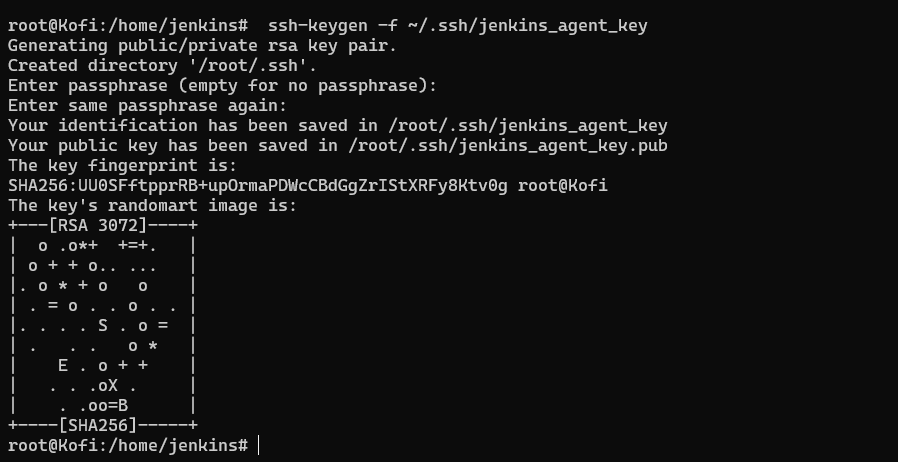 root@Kofi:/home/jenkins#  ssh-keygen -f ~/.ssh/jenkins_agent_key
Generating public/private rsa key pair.
Created directory '/root/.ssh'.
Enter passphrase (empty for no passphrase):
Enter same passphrase again:
Your identification has been saved in /root/.ssh/jenkins_agent_key
Your public key has been saved in /root/.ssh/jenkins_agent_key.pub
The key fingerprint is:
SHA256:UU0SFftpprRB+upOrmaPDWcCBdGgZrIStXRFy8Ktv0g root@Kofi
The key's randomart image is:
+---[RSA 3072]----+
|  o .o*+  +=+.   |
| o + + o.. ...   |
|. o * + o   o    |
| . = o . . o . . |
|. . . . S . o =  |
| .   . .   o *   |
|    E . o + +    |
|   . . .oX .     |
|    . .oo=B      |
+----[SHA256]-----+
root@Kofi:/home/jenkins#